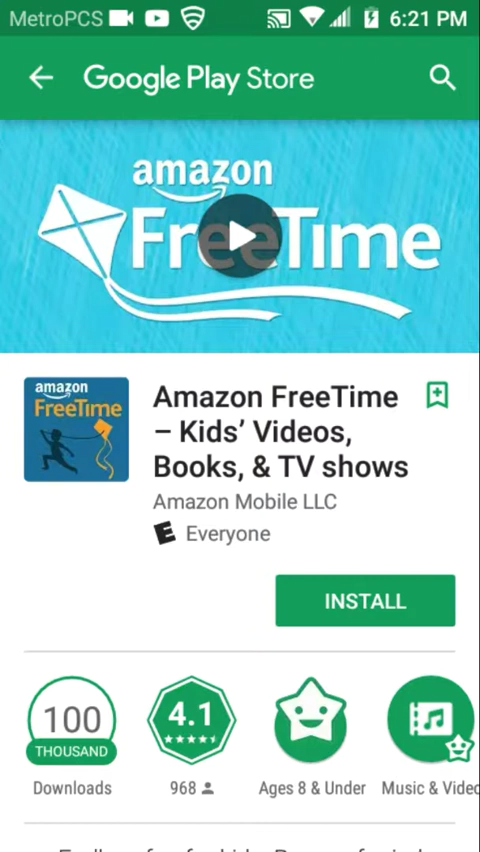 MetroPCS 6:21 PM
Google Play Store
amazon
FreeTime
amazon
FreeTime
Amazon FreeTime
– Kids’ Videos,
Books, & TV shows
Amazon Mobile LLC
E Everyone
INSTALL
100
THOUSAND
4.1
Downloads
968
Ages 8 & Under
Music & Video